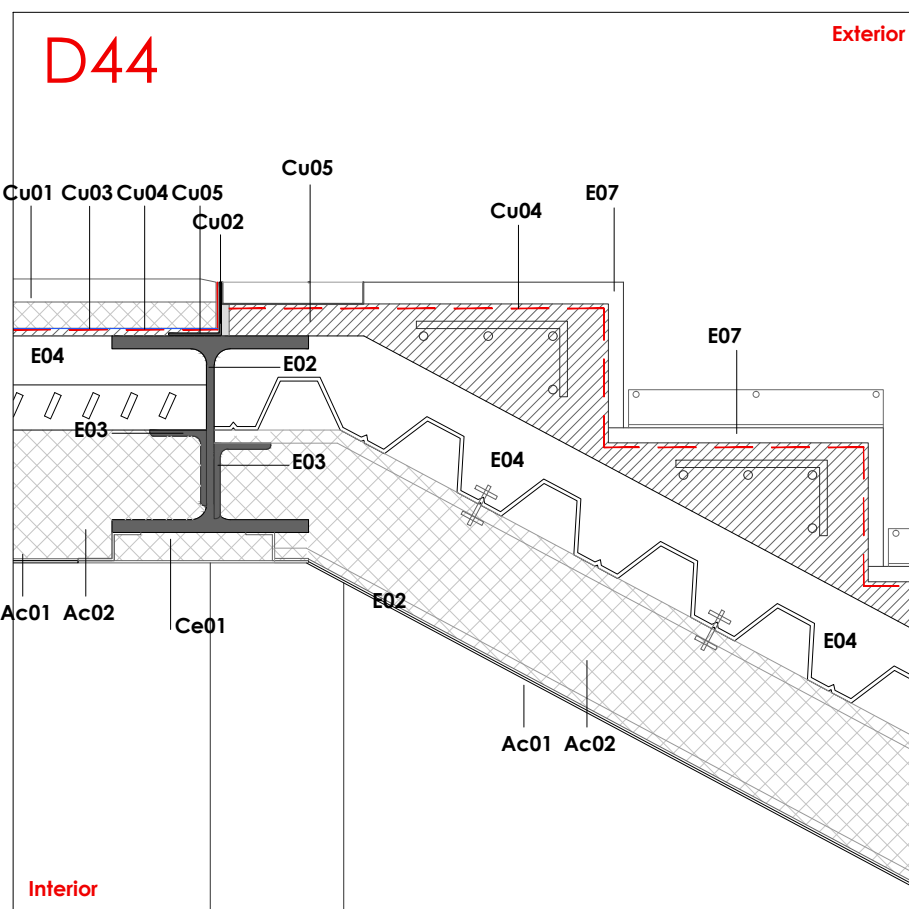 D44
Exterior
Cu05
Cu01 Cu03 Cu04 Cu05
E07
Cu04
Cu02
E07
E04
E02
E03
E03
E04
E02
Ac01 Ac02
Ce01
E04
Ac01 Ac02
Interior